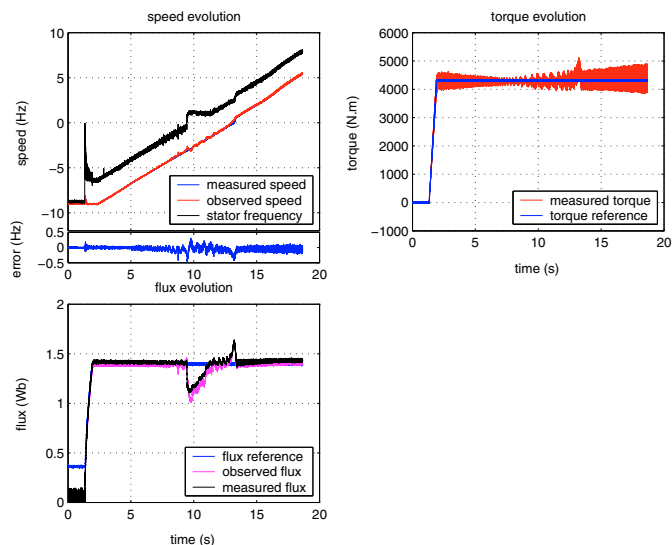 speed evolution
10
5
0
−5
−10
speed (Hz)
measured speed
observed speed
stator frequency
0.5
0
−0.5
error (Hz)
0
5
10
15
20
flux evolution
2
1.5
1
0.5
0
flux (Wb)
flux reference
observed flux
measured flux
0
5
10
15
20
time (s)
torque evolution
6000
5000
4000
3000
2000
1000
0
−1000
torque (N.m)
measured torque
torque reference
0
5
10
15
20
time (s)